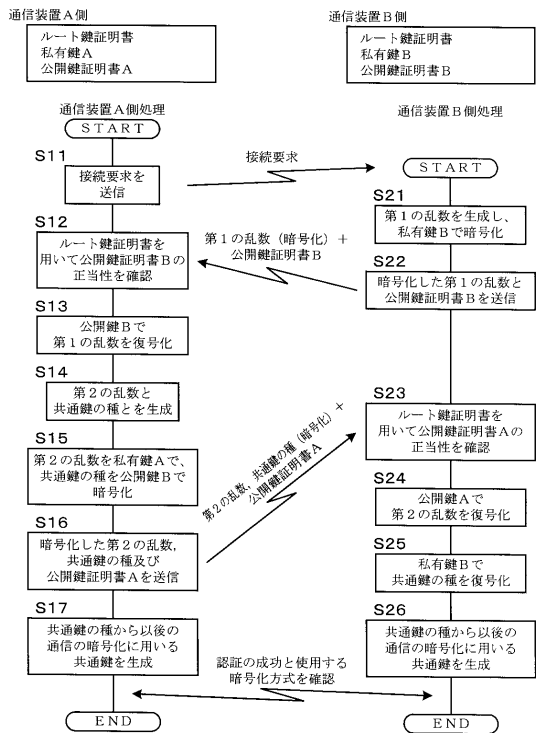 通信装置A側
ルート鍵証明書
私有鍵A
公開鍵証明書A
通信装置B側
ルート鍵証明書
私有鍵B
公開鍵証明書B
通信装置A側処理
START
通信装置B側処理
START
S11
接続要求を
送信
接続要求
S21
第1の乱数を生成し、
私有鍵Bで暗号化
S12
ルート鍵証明書を
用いて公開鍵証明書Bの
正当性を確認
第1の乱数(暗号化)+
公開鍵証明書B
S22
暗号化した第1の乱数と
公開鍵証明書Bを送信
S13
公開鍵Bで
第1の乱数を復号化
S14
第2の乱数と
共通鍵の種とを生成
S23
ルート鍵証明書を
用いて公開鍵証明書Aの
正当性を確認
S15
第2の乱数を私有鍵Aで、
共通鍵の種を公開鍵Bで
暗号化
第2の乱数,共通鍵の種(暗号化)+
公開鍵証明書A
S24
公開鍵Aで
第2の乱数を復号化
S16
暗号化した第2の乱数,
共通鍵の種及び
公開鍵証明書Aを送信
S25
私有鍵Bで
共通鍵の種を復号化
S17
共通鍵の種から以後の
通信の暗号化に用いる
共通鍵を生成
S26
共通鍵の種から以後の
通信の暗号化に用いる
共通鍵を生成
認証の成功と使用する
暗号化方式を確認
END
END